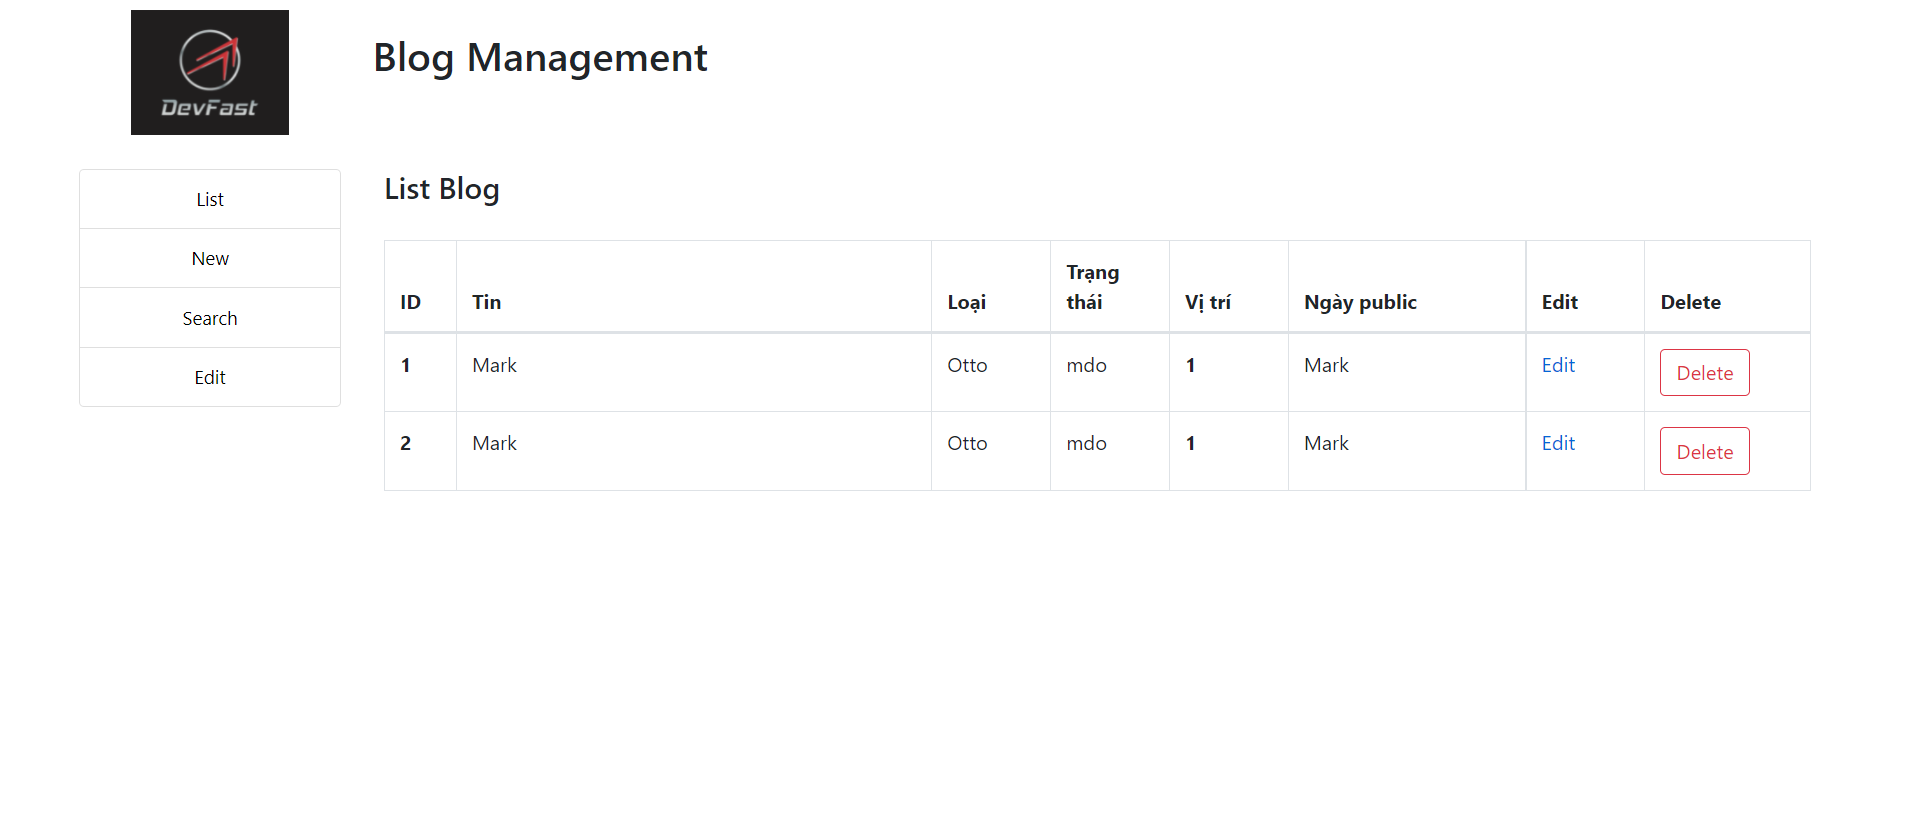 DevFast
Blog Management
List
New
Search
Edit
List Blog
ID Tin Loại Trạng thái Vị trí Ngày public Edit Delete
1 Mark Otto mdo 1 Mark Edit Delete
2 Mark Otto mdo 1 Mark Edit Delete